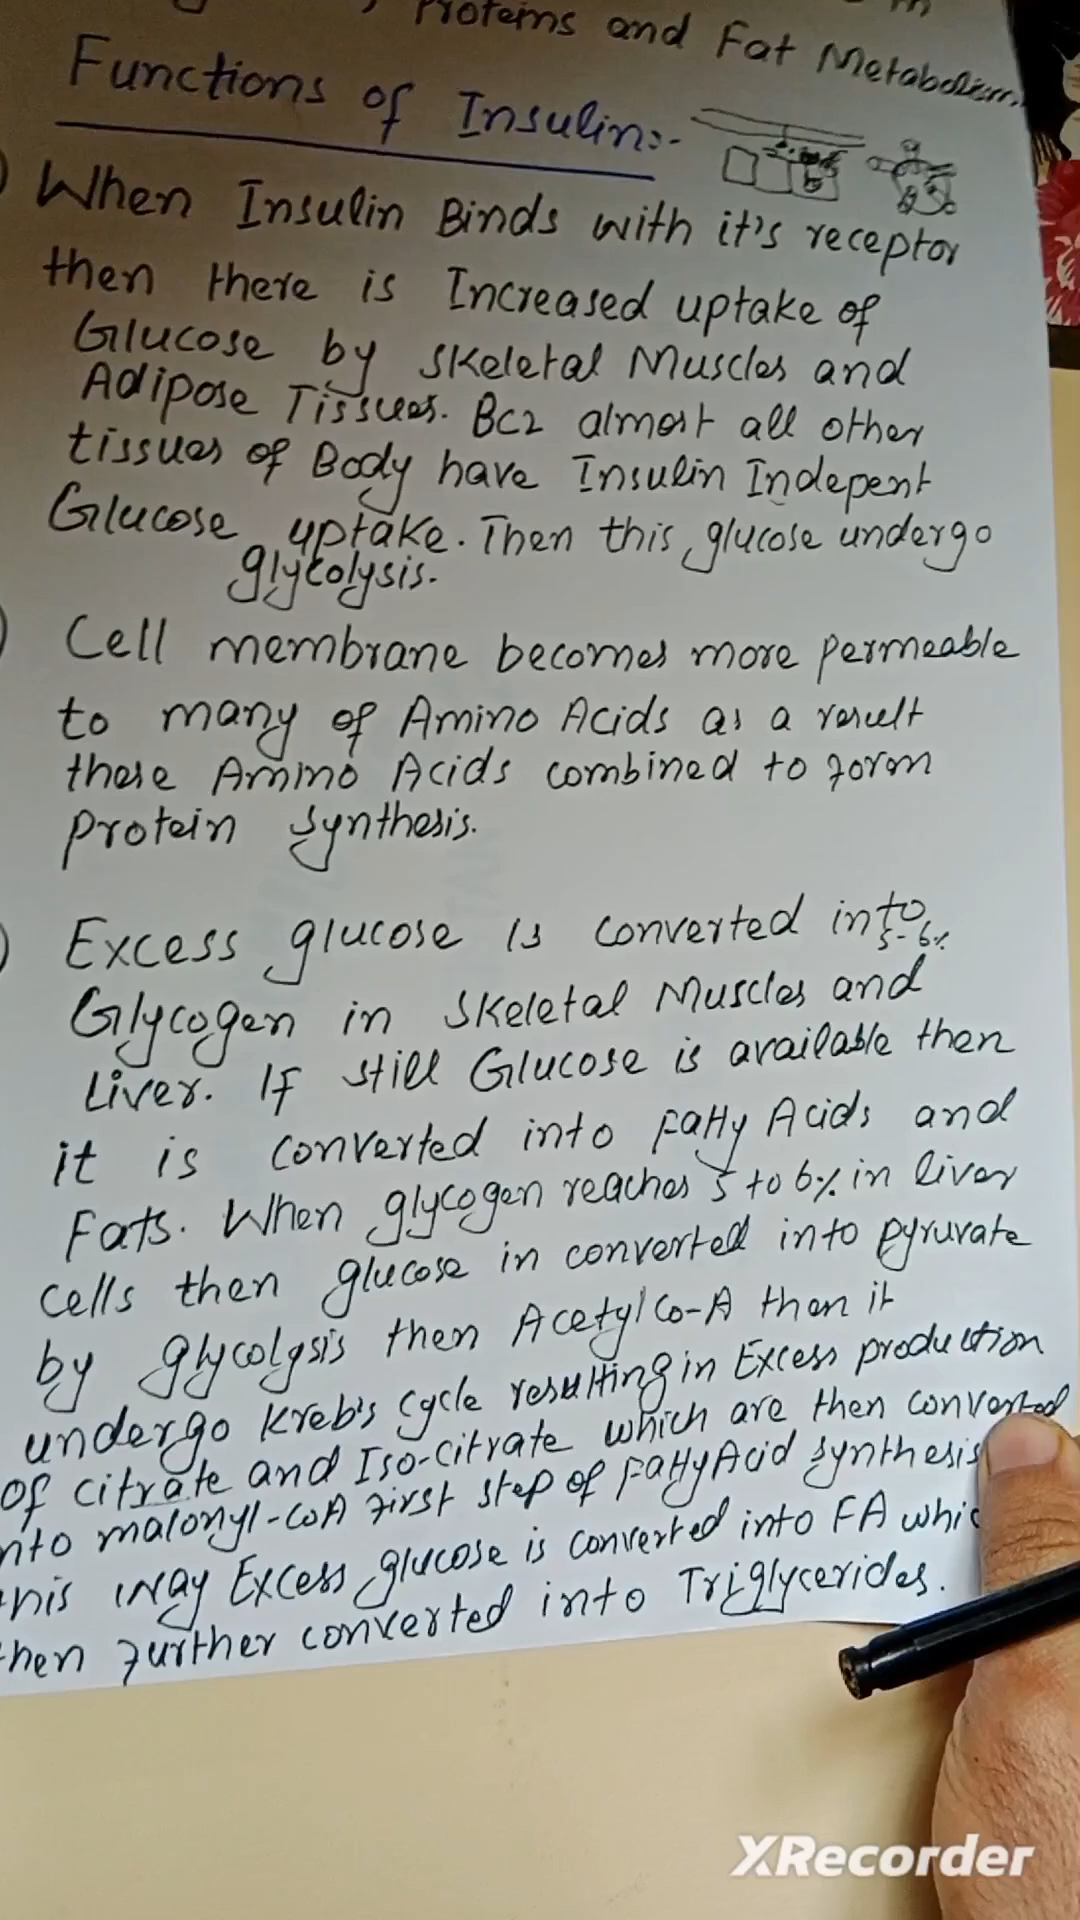 Proteins and Fat Metabolism.
Functions of Insulin:-
When Insulin Binds with it's receptor
then there is Increased uptake of
Glucose by Skeletal Muscles and
Adipose Tissues. Bcz almost all other
tissues of Body have Insulin Indepent
Glucose uptake. Then this glucose undergo
glycolysis.
Cell membrane becomes more permeable
to many of Amino Acids as a result
these Amino Acids combined to form
protein synthesis.
Excess glucose is converted into
5-6%
Glycogen in Skeletal Muscles and
Liver. If still Glucose is available then
it is converted into Fatty Acids and
Fats. When glycogen reaches 5 to 6% in liver
cells then glucose in converted into pyruvate
by glycolysis then Acetyl Co-A then it
undergo Kreb's Cycle resulting in Excess production
of citrate and Iso-citrate which are then converted
nto malonyl-CoA first step of Fatty Acid synthesis
his way Excess glucose is converted into FA whic
hen further converted into Triglycerides.
XRecorder